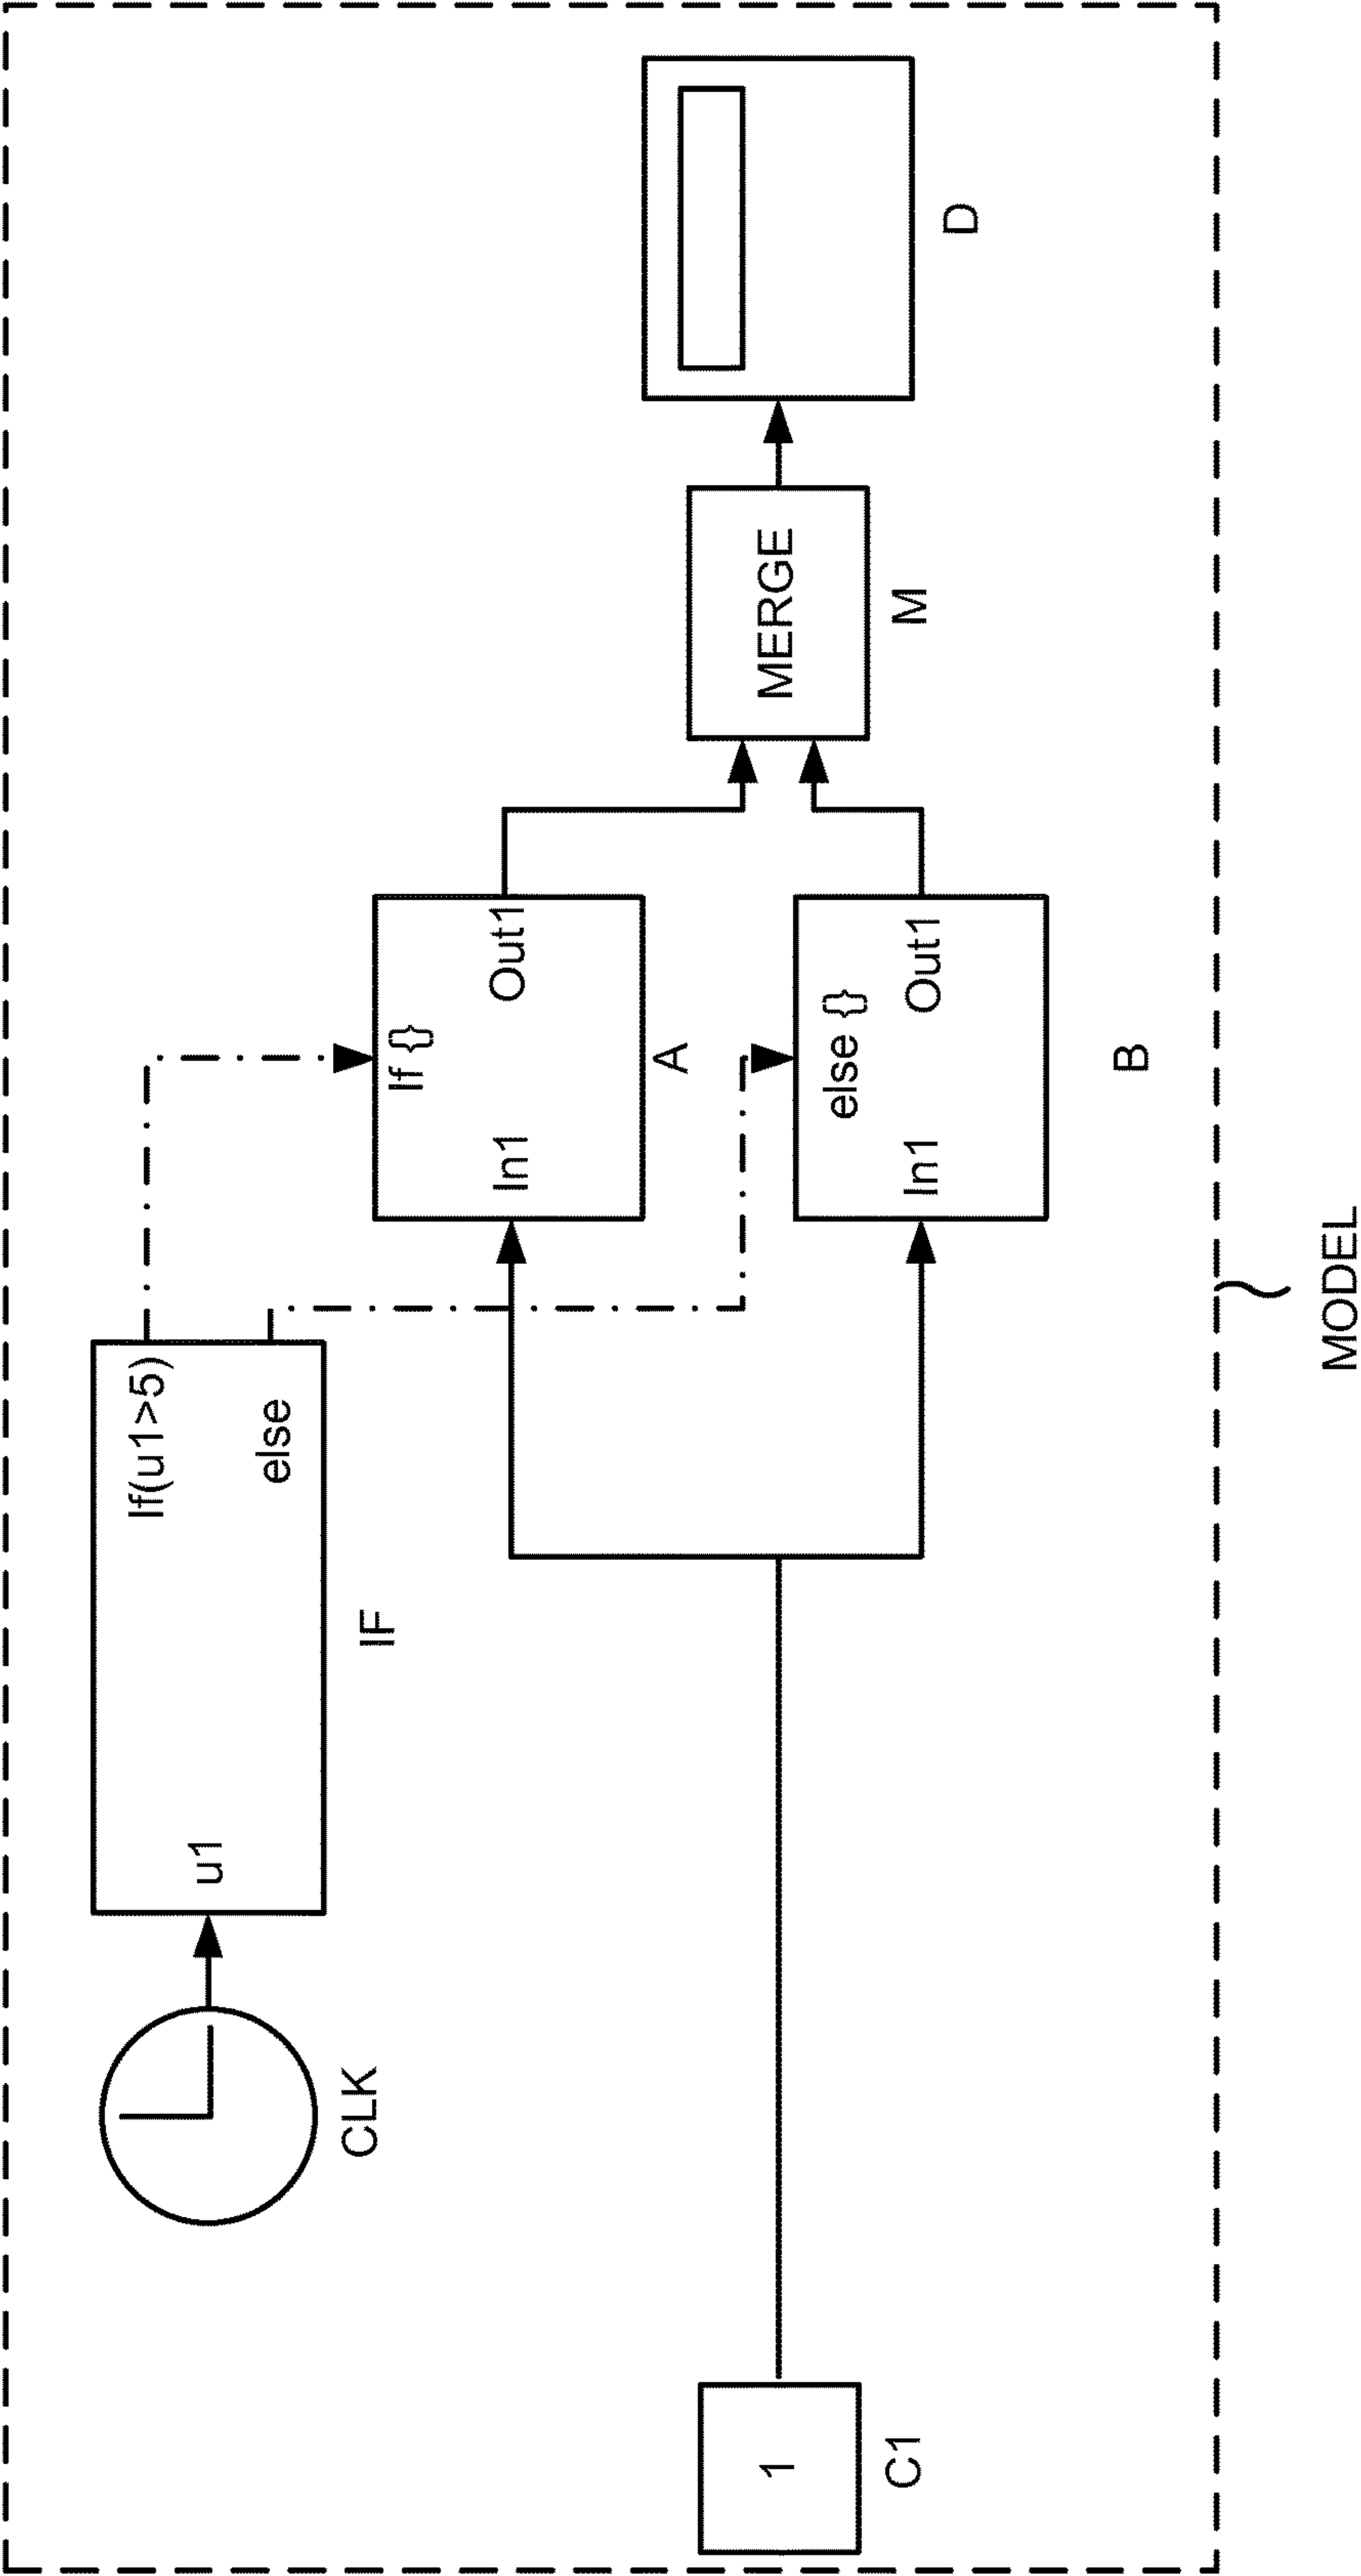 CLK
u1
If(u1>5)
else
IF
If {}
In1
Out1
A
else {}
In1
Out1
B
MERGE
M
D
1
C1
MODEL